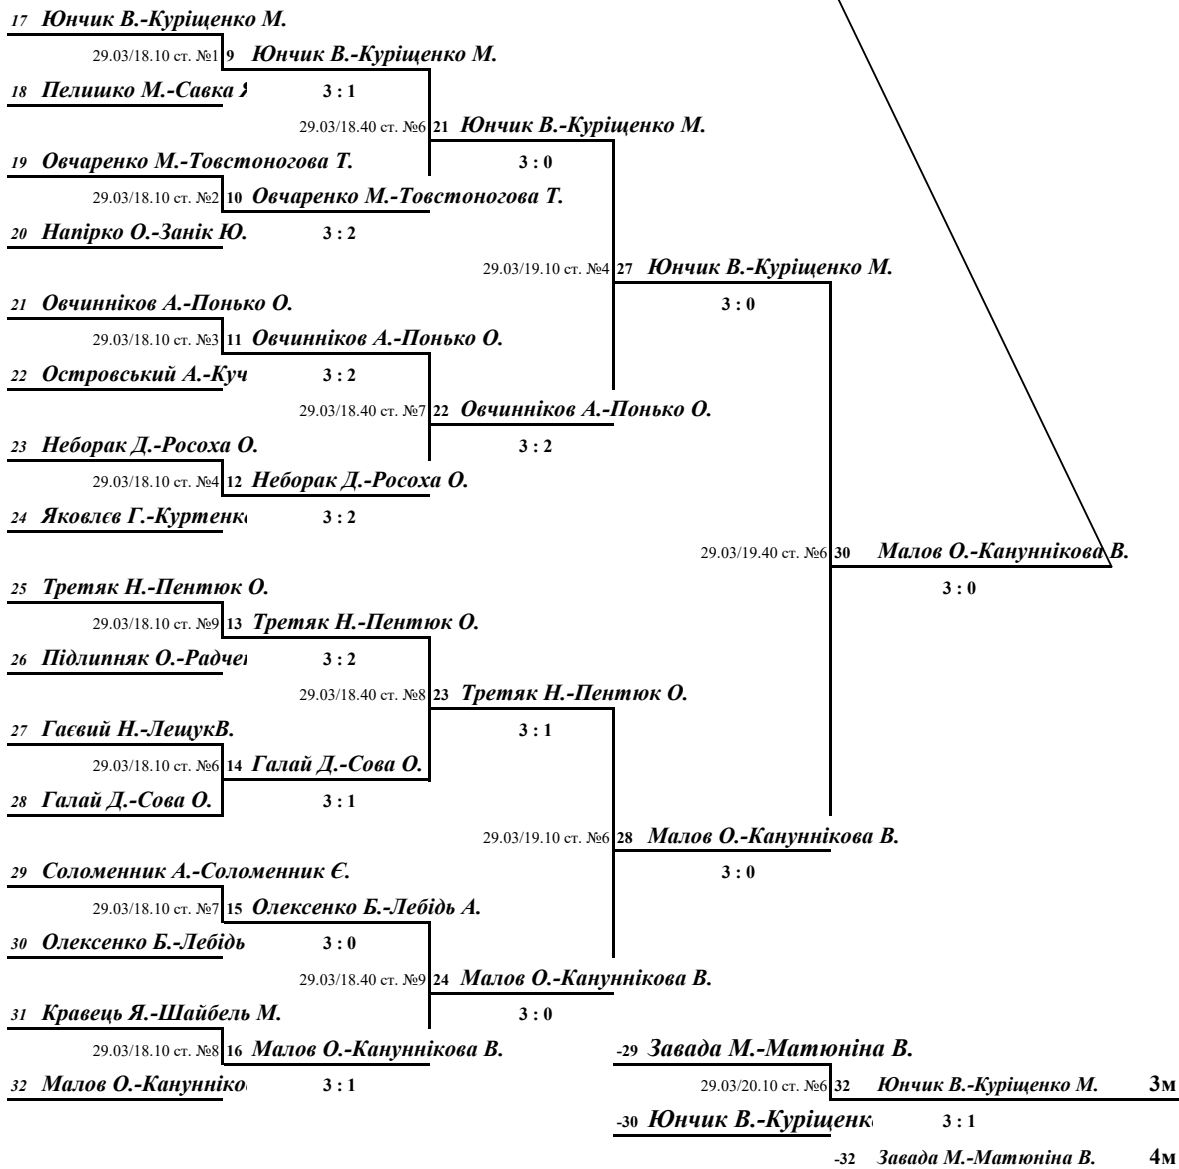 17 Юнчик В.-Куріщенко М.
29.03/18.10 ст. №1 9 Юнчик В.-Куріщенко М.
18 Пелишко М.-Савка 3 : 1
29.03/18.40 ст. №6 21 Юнчик В.-Куріщенко М.
19 Овчаренко М.-Товстоногова Т. 3 : 0
29.03/18.10 ст. №2 10 Овчаренко М.-Товстоногова Т.
20 Напірко О.-Занік Ю. 3 : 2
29.03/19.10 ст. №4 27 Юнчик В.-Куріщенко М.
21 Овчинніков А.-Понько О. 3 : 0
29.03/18.10 ст. №3 11 Овчинніков А.-Понько О.
22 Островський А.-Куч 3 : 2
29.03/18.40 ст. №7 22 Овчинніков А.-Понько О.
23 Неборак Д.-Росоха О. 3 : 2
29.03/18.10 ст. №4 12 Неборак Д.-Росоха О.
24 Яковлєв Г.-Куртенк 3 : 2
29.03/19.40 ст. №6 30 Малов О.-Кануннікова В.
25 Третяк Н.-Пентюк О. 3 : 0
29.03/18.10 ст. №9 13 Третяк Н.-Пентюк О.
26 Підлипняк О.-Радче 3 : 2
29.03/18.40 ст. №8 23 Третяк Н.-Пентюк О.
27 Гаєвий Н.-ЛещукВ. 3 : 1
29.03/18.10 ст. №6 14 Галай Д.-Сова О.
28 Галай Д.-Сова О. 3 : 1
29.03/19.10 ст. №6 28 Малов О.-Кануннікова В.
29 Соломенник А.-Соломенник Є. 3 : 0
29.03/18.10 ст. №7 15 Олексенко Б.-Лебідь А.
30 Олексенко Б.-Лебідь 3 : 0
29.03/18.40 ст. №9 24 Малов О.-Кануннікова В.
31 Кравець Я.-Шайбель М. 3 : 0
29.03/18.10 ст. №8 16 Малов О.-Кануннікова В. -29 Завада М.-Матюніна В.
32 Малов О.-Канунніко 3 : 1 29.03/20.10 ст. №6 32 Юнчик В.-Куріщенко М. 3м
-30 Юнчик В.-Куріщенк 3 : 1
-32 Завада М.-Матюніна В. 4м